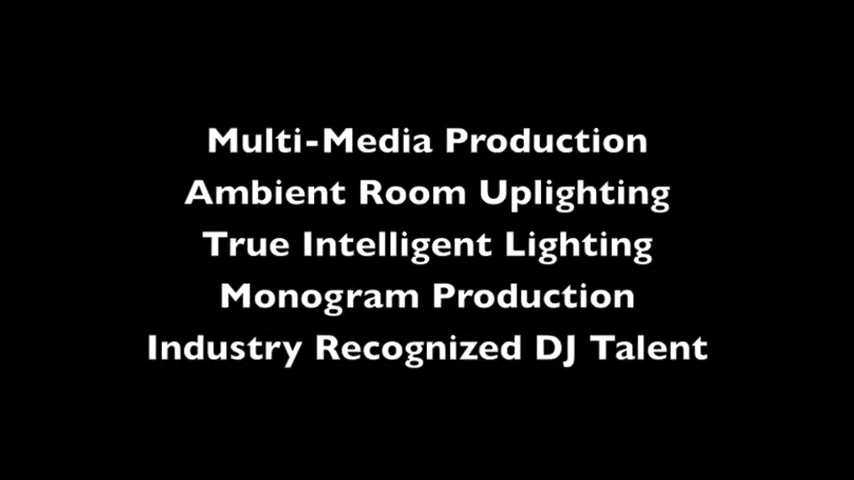 Multi-Media Production
Ambient Room Uplighting
True Intelligent Lighting
Monogram Production
Industry Recognized DJ Talent